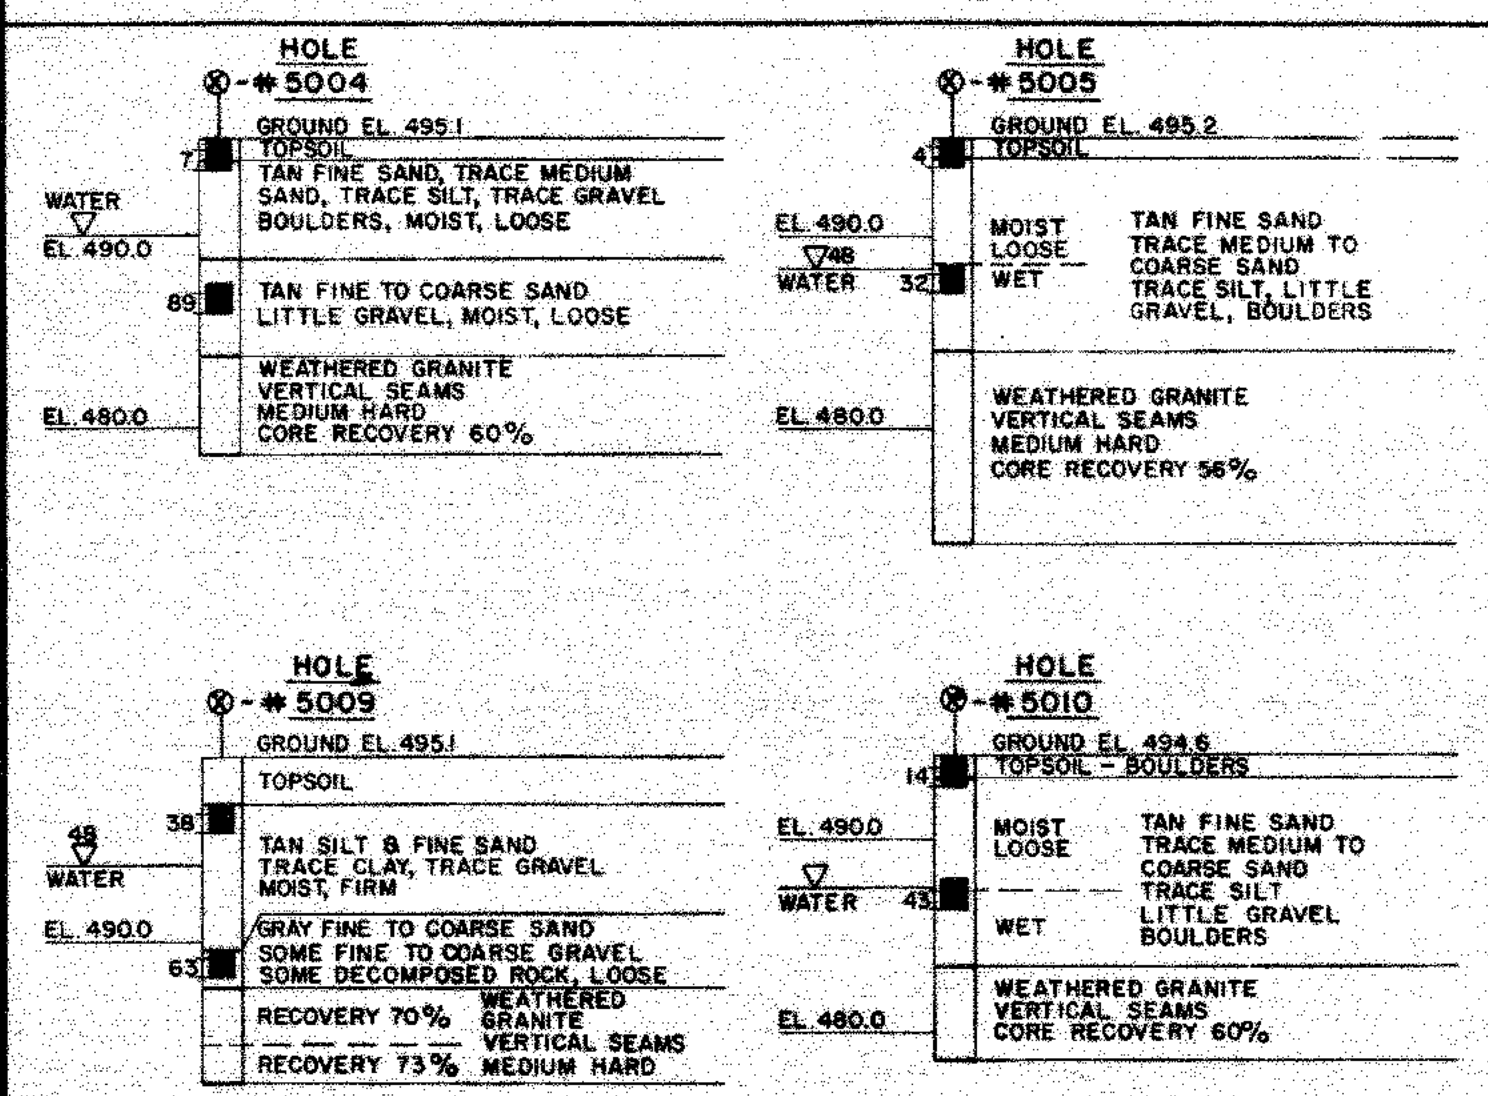 HOLE
# 5004
GROUND EL. 495.1
TOPSOIL
7
TAN FINE SAND, TRACE MEDIUM
SAND, TRACE SILT, TRACE GRAVEL
BOULDERS, MOIST, LOOSE
WATER
EL. 490.0
89
TAN FINE TO COARSE SAND
LITTLE GRAVEL, MOIST, LOOSE
WEATHERED GRANITE
VERTICAL SEAMS
MEDIUM HARD
CORE RECOVERY 60%
EL. 480.0
HOLE
# 5005
GROUND EL. 495.2
TOPSOIL
4
EL. 490.0
48
WATER
32
MOIST
LOOSE
WET
TAN FINE SAND
TRACE MEDIUM TO
COARSE SAND
TRACE SILT, LITTLE
GRAVEL, BOULDERS
WEATHERED GRANITE
VERTICAL SEAMS
MEDIUM HARD
CORE RECOVERY 56%
EL. 480.0
HOLE
# 5009
GROUND EL. 495.1
TOPSOIL
38
48
WATER
TAN SILT & FINE SAND
TRACE CLAY, TRACE GRAVEL
MOIST, FIRM
EL. 490.0
63
GRAY FINE TO COARSE SAND
SOME FINE TO COARSE GRAVEL
SOME DECOMPOSED ROCK, LOOSE
RECOVERY 70%
RECOVERY 73%
WEATHERED
GRANITE
VERTICAL SEAMS
MEDIUM HARD
HOLE
# 5010
GROUND EL. 494.6
TOPSOIL - BOULDERS
14
EL. 490.0
WATER
43
MOIST
LOOSE
WET
TAN FINE SAND
TRACE MEDIUM TO
COARSE SAND
TRACE SILT
LITTLE GRAVEL
BOULDERS
WEATHERED GRANITE
VERTICAL SEAMS
CORE RECOVERY 60%
EL. 480.0